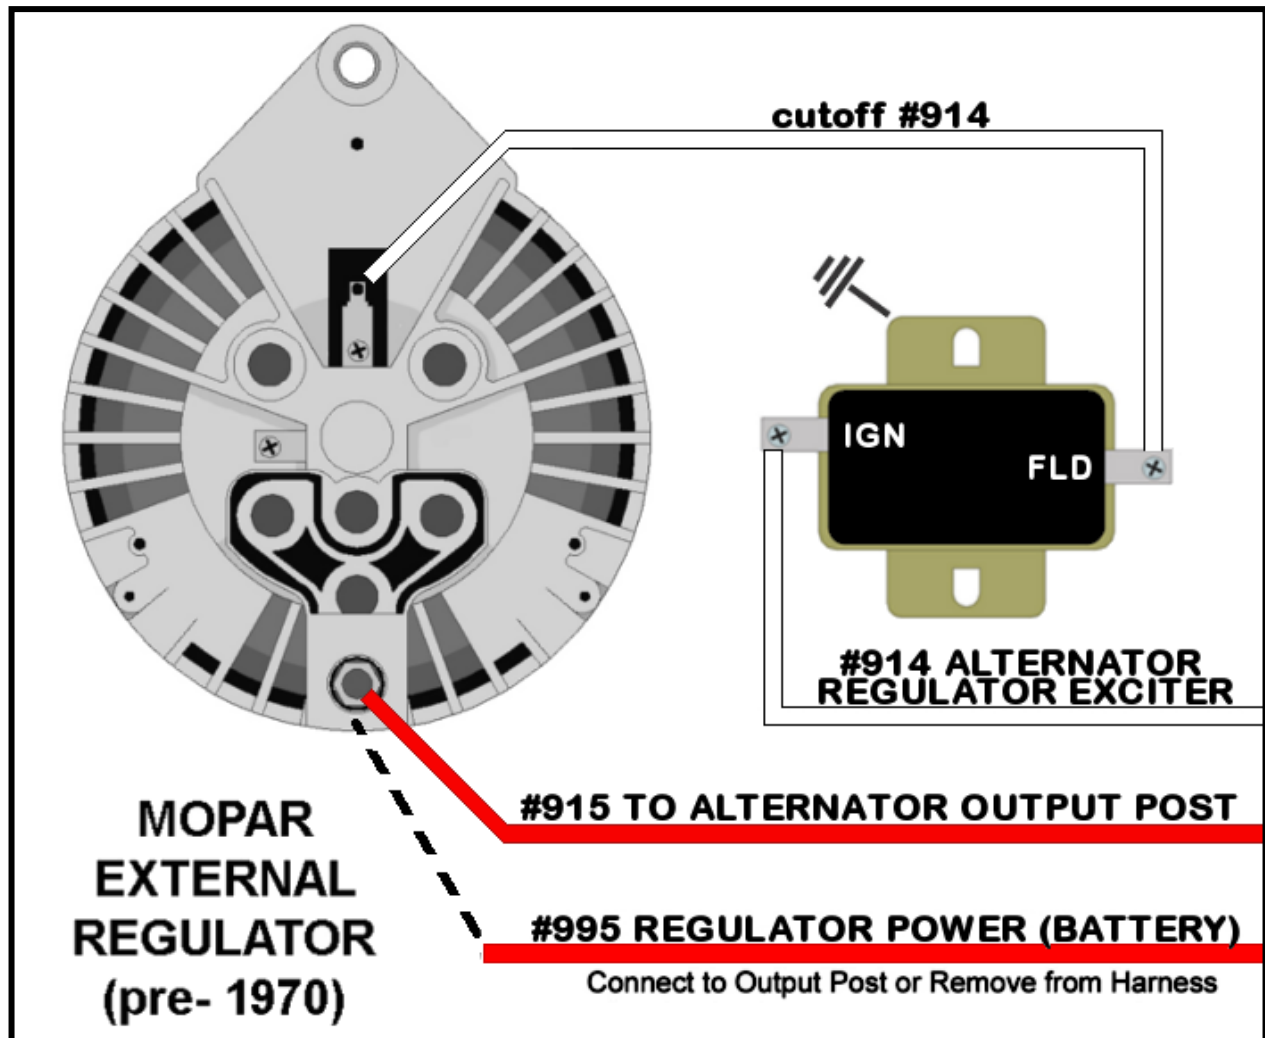 cutoff #914
IGN
FLD
#914 ALTERNATOR
REGULATOR EXCITER
#915 TO ALTERNATOR OUTPUT POST
#995 REGULATOR POWER (BATTERY)
Connect to Output Post or Remove from Harness
MOPAR
EXTERNAL
REGULATOR
(pre- 1970)